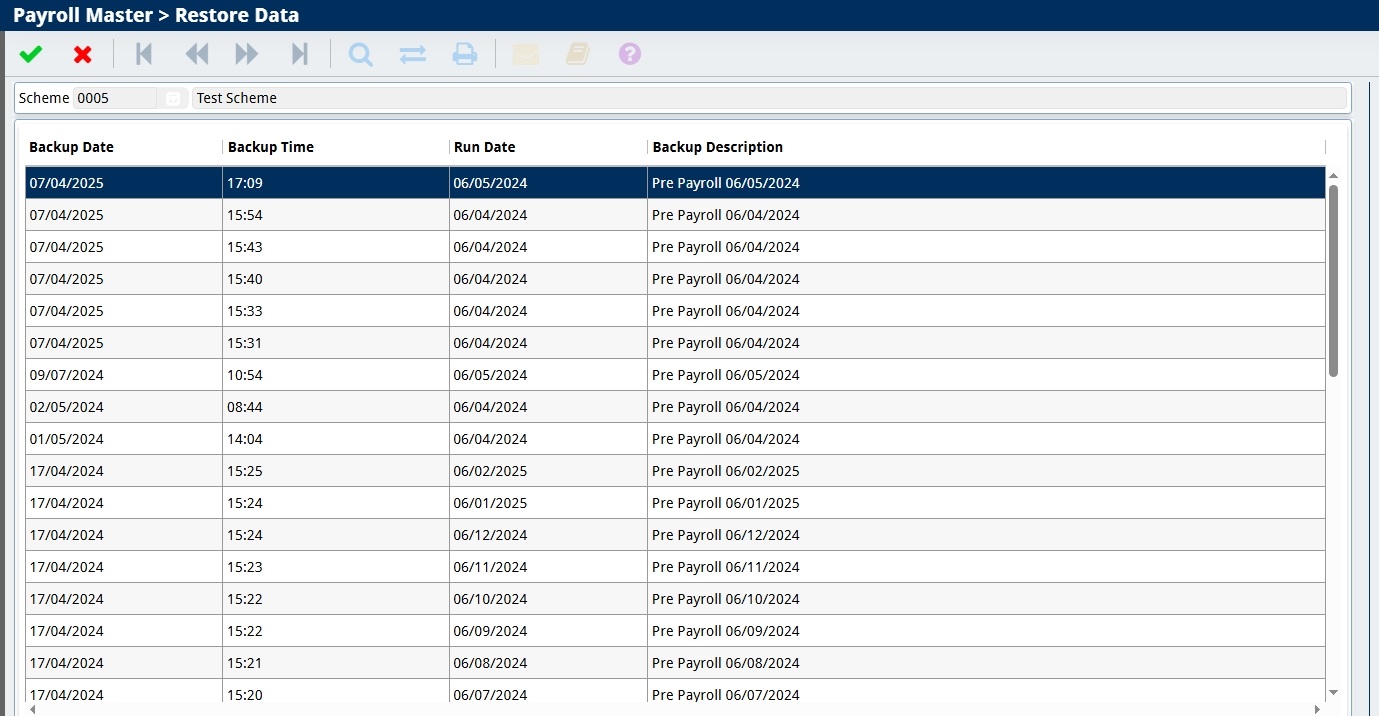 Payroll Master > Restore Data
Scheme 0005 Test Scheme
Backup Date Backup Time Run Date Backup Description
07/04/2025 17:09 06/05/2024 Pre Payroll 06/05/2024
07/04/2025 15:54 06/04/2024 Pre Payroll 06/04/2024
07/04/2025 15:43 06/04/2024 Pre Payroll 06/04/2024
07/04/2025 15:40 06/04/2024 Pre Payroll 06/04/2024
07/04/2025 15:33 06/04/2024 Pre Payroll 06/04/2024
07/04/2025 15:31 06/04/2024 Pre Payroll 06/04/2024
09/07/2024 10:54 06/05/2024 Pre Payroll 06/05/2024
02/05/2024 08:44 06/04/2024 Pre Payroll 06/04/2024
01/05/2024 14:04 06/04/2024 Pre Payroll 06/04/2024
17/04/2024 15:25 06/02/2025 Pre Payroll 06/02/2025
17/04/2024 15:24 06/01/2025 Pre Payroll 06/01/2025
17/04/2024 15:24 06/12/2024 Pre Payroll 06/12/2024
17/04/2024 15:23 06/11/2024 Pre Payroll 06/11/2024
17/04/2024 15:22 06/10/2024 Pre Payroll 06/10/2024
17/04/2024 15:22 06/09/2024 Pre Payroll 06/09/2024
17/04/2024 15:21 06/08/2024 Pre Payroll 06/08/2024
17/04/2024 15:20 06/07/2024 Pre Payroll 06/07/2024